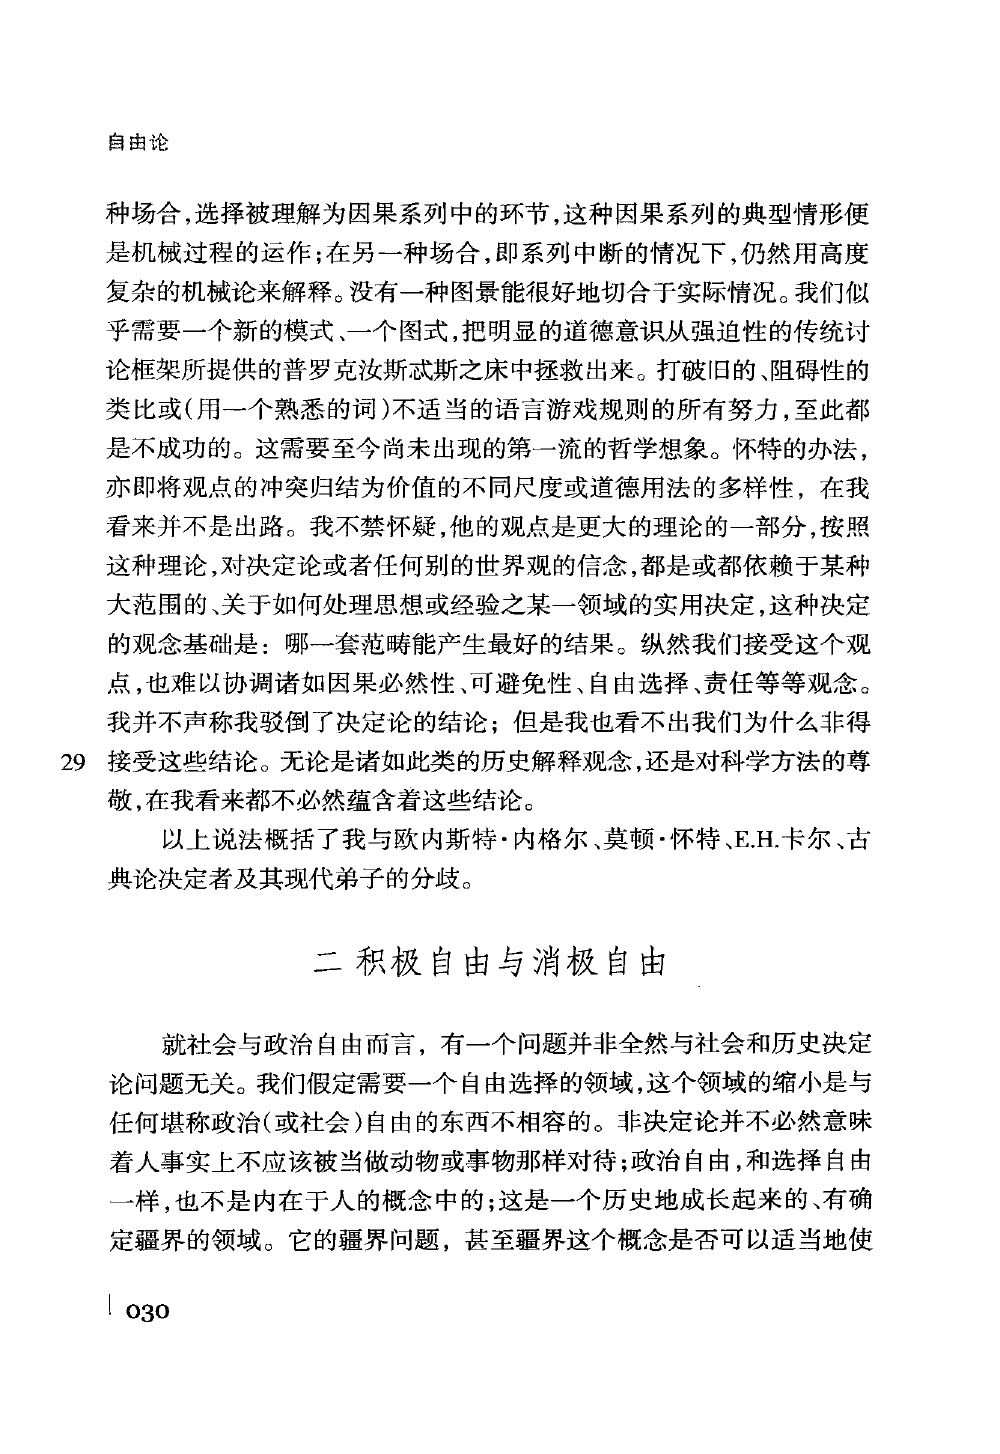 自由论
种场合,选择被理解为因果系列中的环节,这种因果系列的典型情形便
是机械过程的运作;在另一种场合,即系列中断的情况下,仍然用高度
复杂的机械论来解释。没有一种图景能很好地切合于实际情况。我们似
乎需要一个新的模式、一个图式,把明显的道德意识从强迫性的传统讨
论框架所提供的普罗克汝斯忒斯之床中拯救出来。打破旧的、阻碍性的
类比或(用一个熟悉的词)不适当的语言游戏规则的所有努力,至此都
是不成功的。这需要至今尚未出现的第一流的哲学想象。怀特的办法,
亦即将观点的冲突归结为价值的不同尺度或道德用法的多样性,在我
看来并不是出路。我不禁怀疑,他的观点是更大的理论的一部分,按照
这种理论,对决定论或者任何别的世界观的信念,都是或都依赖于某种
大范围的、关于如何处理思想或经验之某一领域的实用决定,这种决定
的观念基础是:哪一套范畴能产生最好的结果。纵然我们接受这个观
点,也难以协调诸如因果必然性、可避免性、自由选择、责任等等观念。
我并不声称我驳倒了决定论的结论;但是我也看不出我们为什么非得
29 接受这些结论。无论是诸如此类的历史解释观念,还是对科学方法的尊
敬,在我看来都不必然蕴含着这些结论。
以上说法概括了我与欧内斯特·内格尔、莫顿·怀特、E.H.卡尔、古
典论决定者及其现代弟子的分歧。
二 积极自由与消极自由
就社会与政治自由而言,有一个问题并非全然与社会和历史决定
论问题无关。我们假定需要一个自由选择的领域,这个领域的缩小是与
任何堪称政治(或社会)自由的东西不相容的。非决定论并不必然意味
着人事实上不应该被当做动物或事物那样对待;政治自由,和选择自由
一样,也不是内在于人的概念中的;这是一个历史地成长起来的、有确
定疆界的领域。它的疆界问题,甚至疆界这个概念是否可以适当地使
030